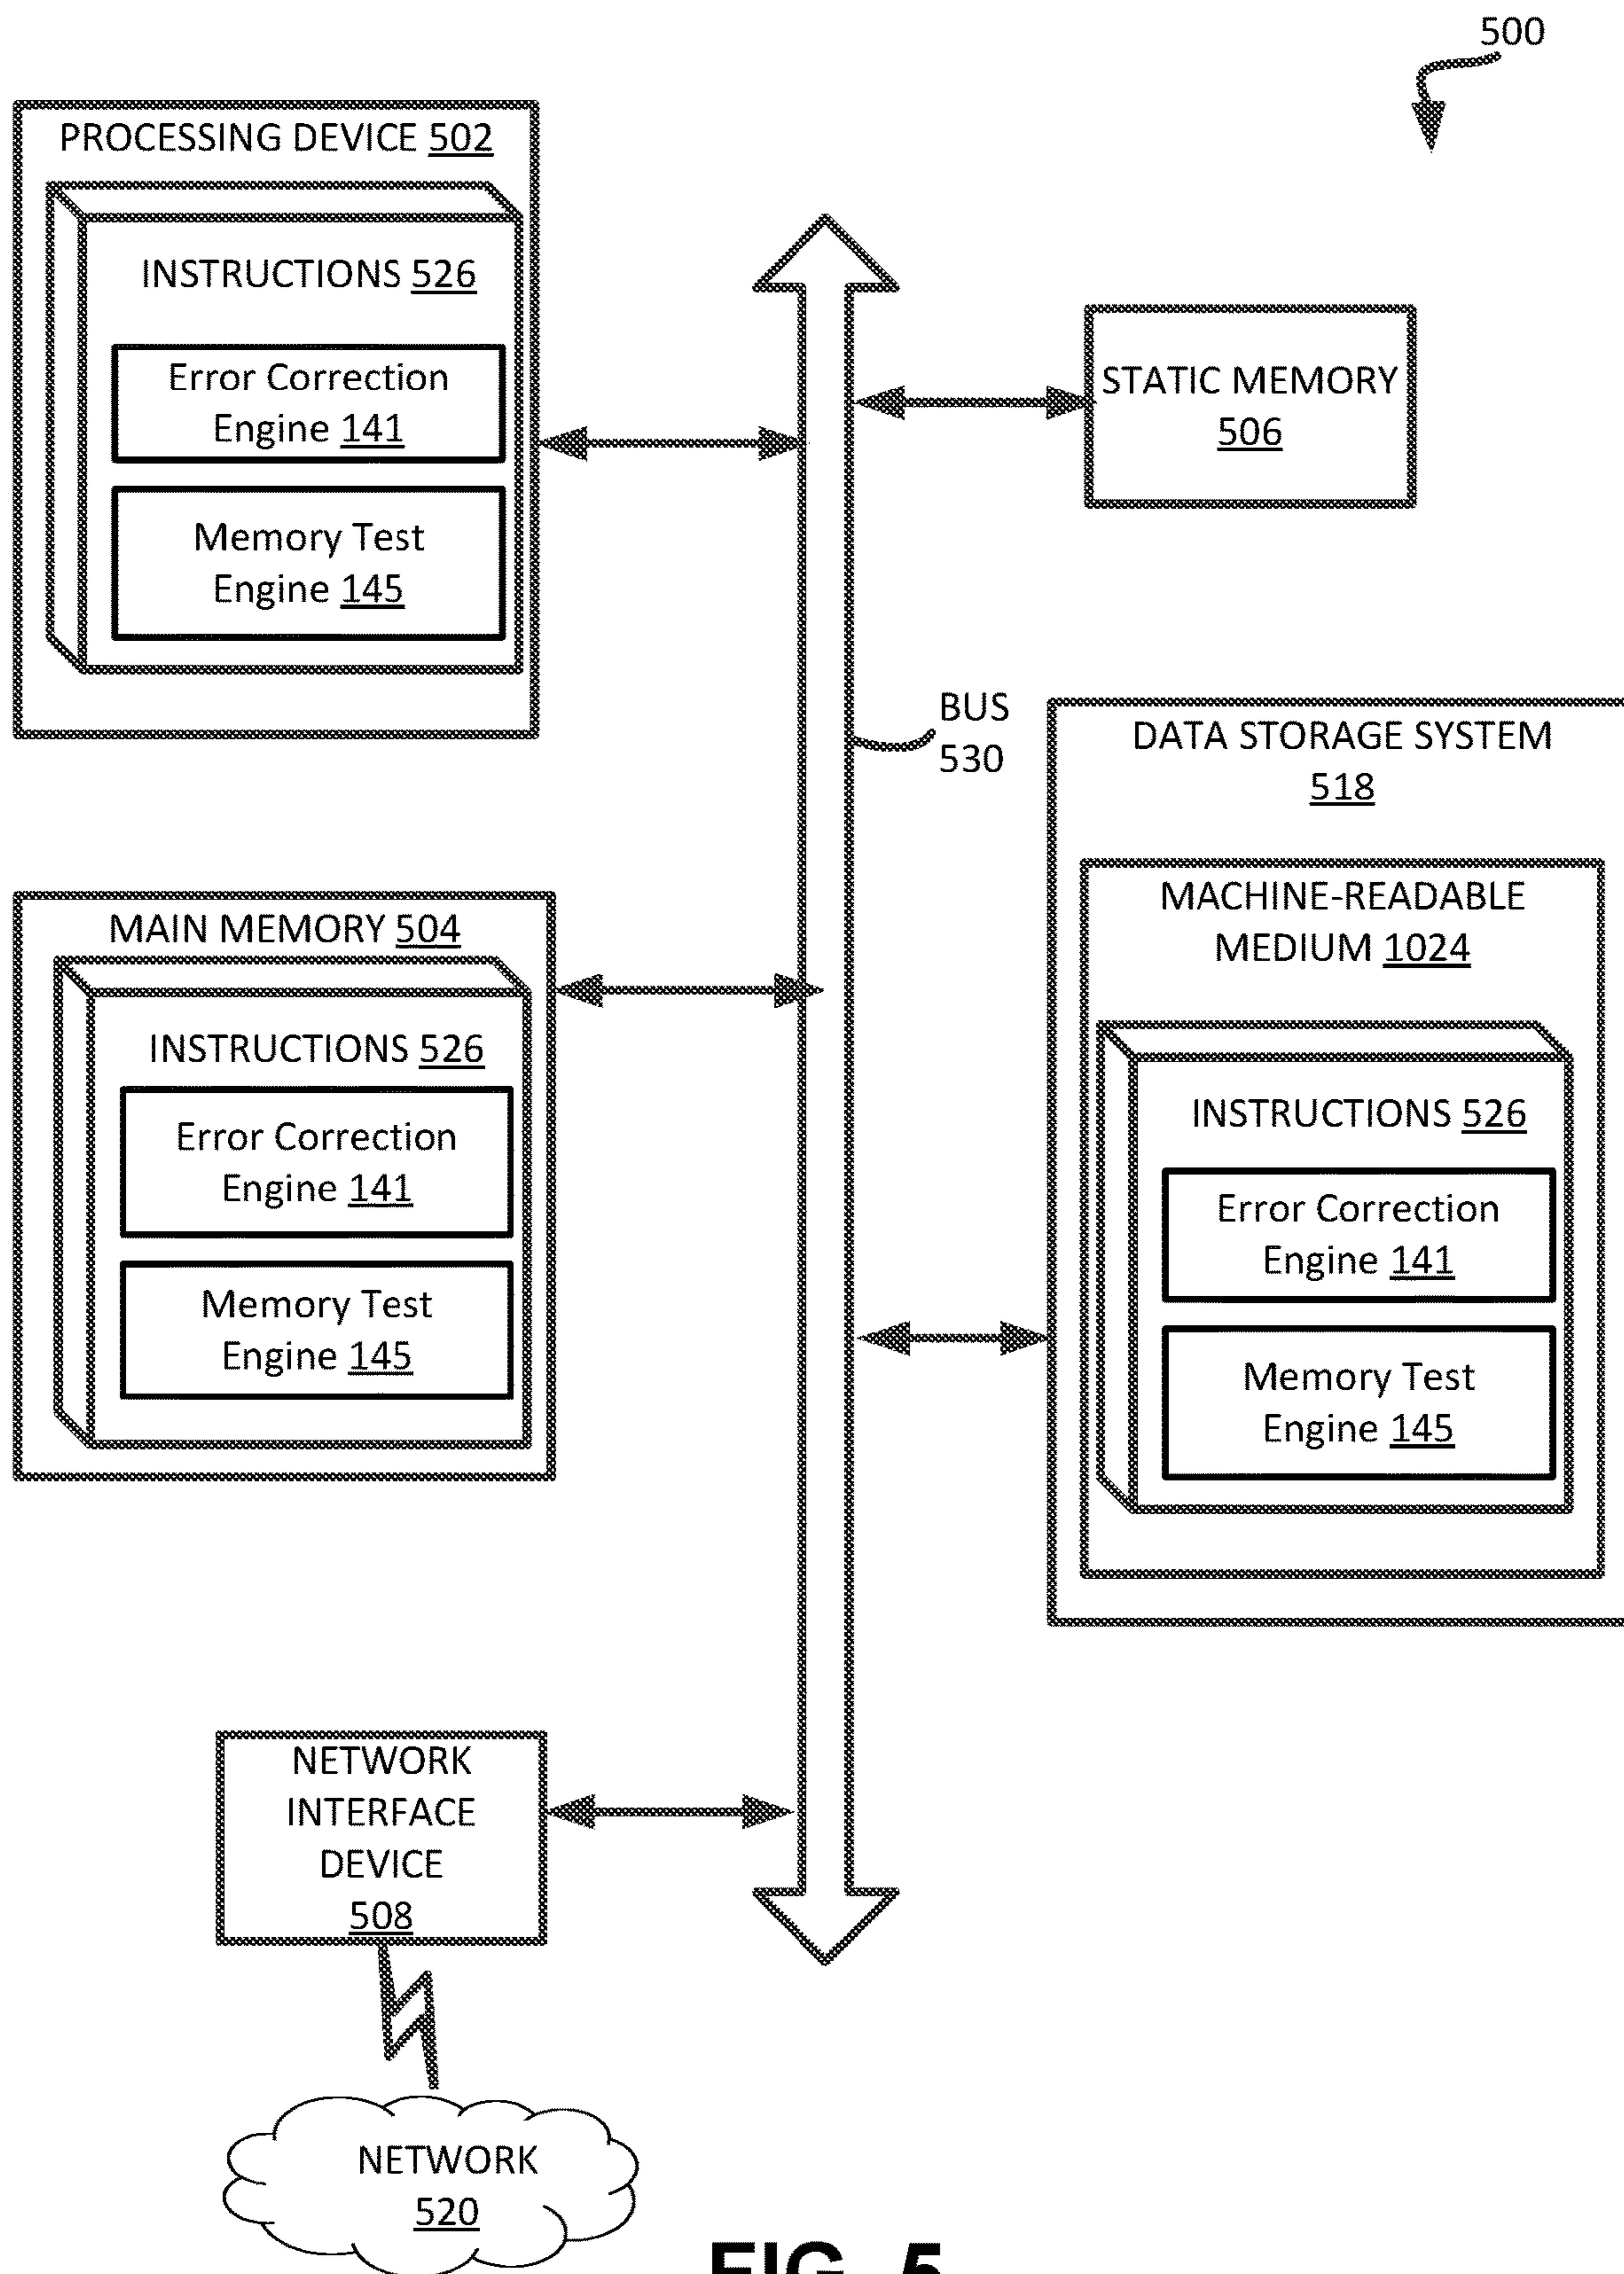 500
PROCESSING DEVICE 502
INSTRUCTIONS 526
Error Correction
Engine 141
Memory Test
Engine 145
STATIC MEMORY
506
BUS
530
DATA STORAGE SYSTEM
518
MACHINE-READABLE
MEDIUM 1024
INSTRUCTIONS 526
Error Correction
Engine 141
Memory Test
Engine 145
MAIN MEMORY 504
INSTRUCTIONS 526
Error Correction
Engine 141
Memory Test
Engine 145
NETWORK
INTERFACE
DEVICE
508
NETWORK
520
FIG. 5